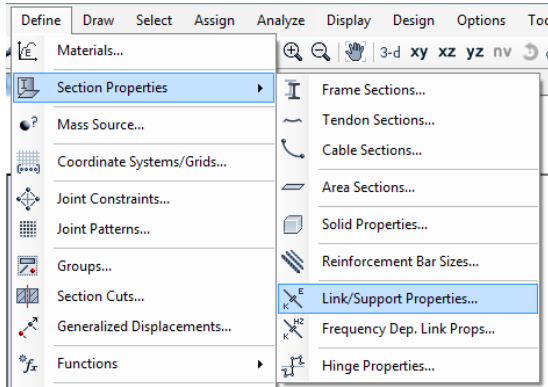 Define Draw Select Assign Analyze Display Design Options
Materials...
3-d xy xz yz nv
Section Properties
Mass Source...
Coordinate Systems/Grids...
Joint Constraints...
Joint Patterns...
Groups...
Section Cuts...
Generalized Displacements...
Functions
Frame Sections...
Tendon Sections...
Cable Sections...
Area Sections...
Solid Properties...
Reinforcement Bar Sizes...
Link/Support Properties...
Frequency Dep. Link Props...
Hinge Properties...